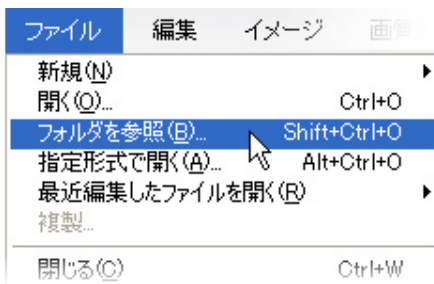 ファイル 編集 イメージ 画質
新規(N)
開く(O)... Ctrl+O
フォルダを参照(B)... Shift+Ctrl+O
指定形式で開く(A)... Alt+Ctrl+O
最近編集したファイルを開く(R)
複製...
閉じる(C) Ctrl+W